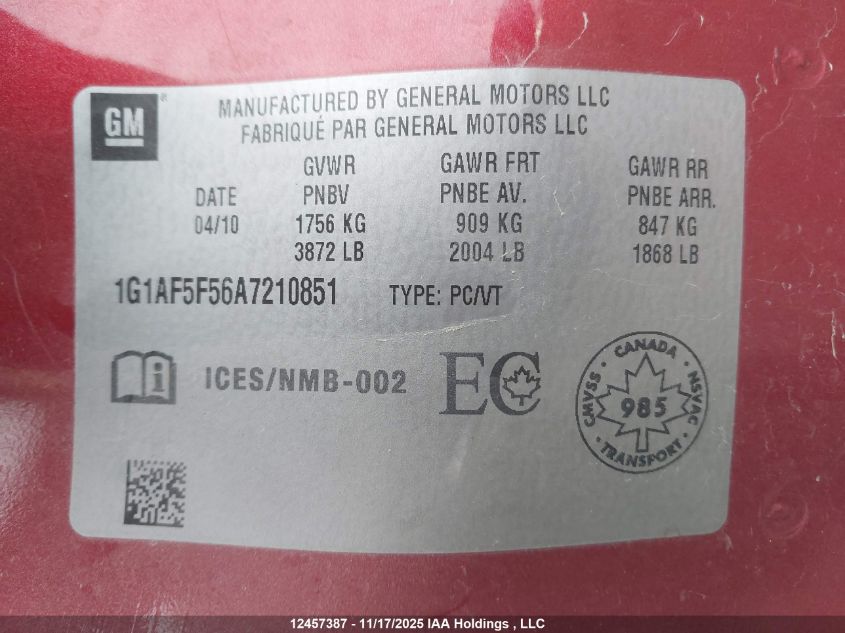 GM
MANUFACTURED BY GENERAL MOTORS LLC
FABRIQUÉ PAR GENERAL MOTORS LLC
DATE
04/10
GVWR
PNBV
1756 KG
3872 LB
GAWR FRT
PNBE AV.
909 KG
2004 LB
GAWR RR
PNBE ARR.
847 KG
1868 LB
1G1AF5F56A7210851 TYPE: PC/VT
i ICES/NMB-002 EC
CANADA
CMVSS 985 NSVAC
TRANSPORT
12457387 - 11/17/2025 IAA Holdings , LLC